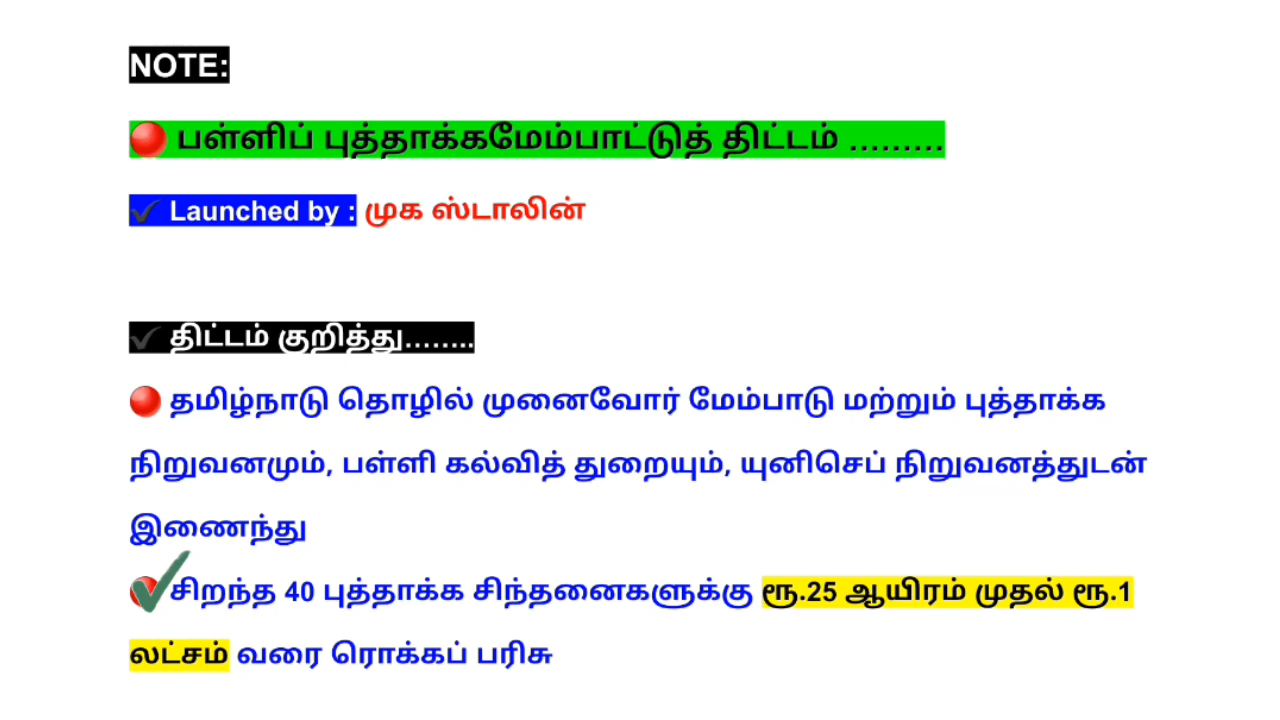 NOTE:
பள்ளிப் புத்தாக்கமேம்பாட்டுத் திட்டம் .........
Launched by : முக ஸ்டாலின்
திட்டம் குறித்து........
தமிழ்நாடு தொழில் முனைவோர் மேம்பாடு மற்றும் புத்தாக்க
நிறுவனமும், பள்ளி கல்வித் துறையும், யுனிசெப் நிறுவனத்துடன்
இணைந்து
சிறந்த 40 புத்தாக்க சிந்தனைகளுக்கு ரூ.25 ஆயிரம் முதல் ரூ.1
லட்சம் வரை ரொக்கப் பரிசு